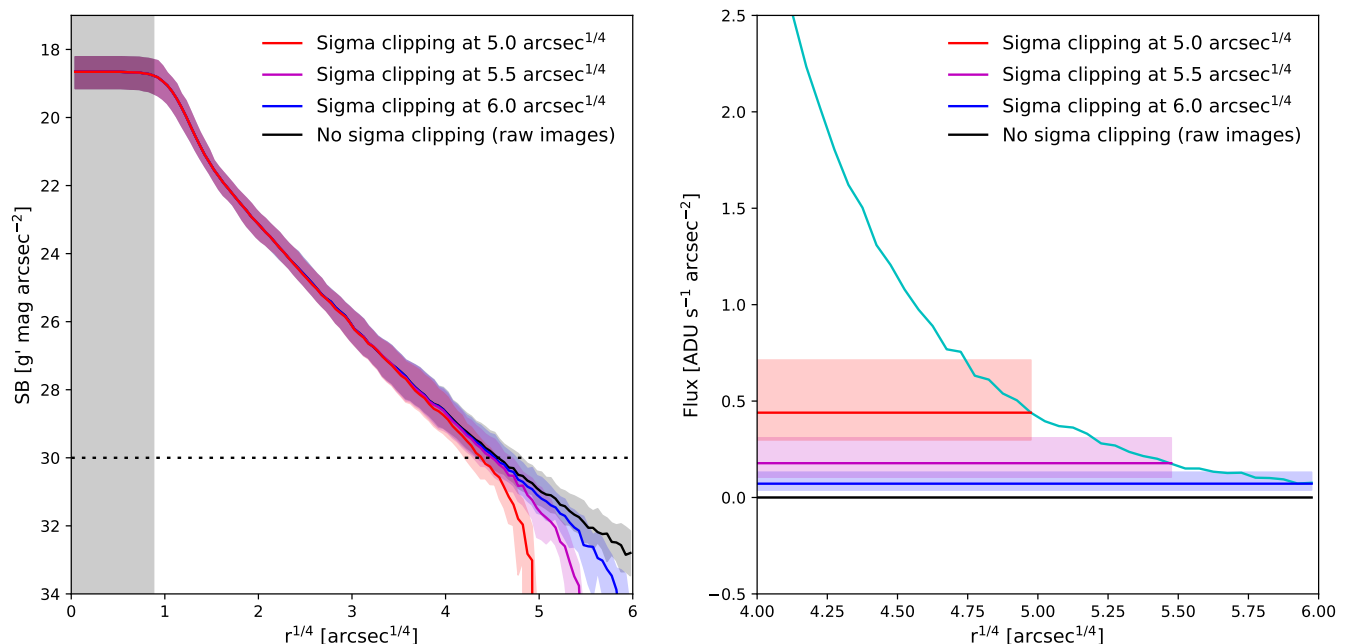 Sigma clipping at 5.0 arcsec^{1/4}
Sigma clipping at 5.5 arcsec^{1/4}
Sigma clipping at 6.0 arcsec^{1/4}
No sigma clipping (raw images)
18
20
22
24
26
28
30
32
34
SB [g' mag arcsec^{−2}]
0 1 2 3 4 5 6
r^{1/4} [arcsec^{1/4}]
Sigma clipping at 5.0 arcsec^{1/4}
Sigma clipping at 5.5 arcsec^{1/4}
Sigma clipping at 6.0 arcsec^{1/4}
No sigma clipping (raw images)
2.5
2.0
1.5
1.0
0.5
0.0
−0.5
Flux [ADU s^{−1} arcsec^{−2}]
4.00 4.25 4.50 4.75 5.00 5.25 5.50 5.75 6.00
r^{1/4} [arcsec^{1/4}]